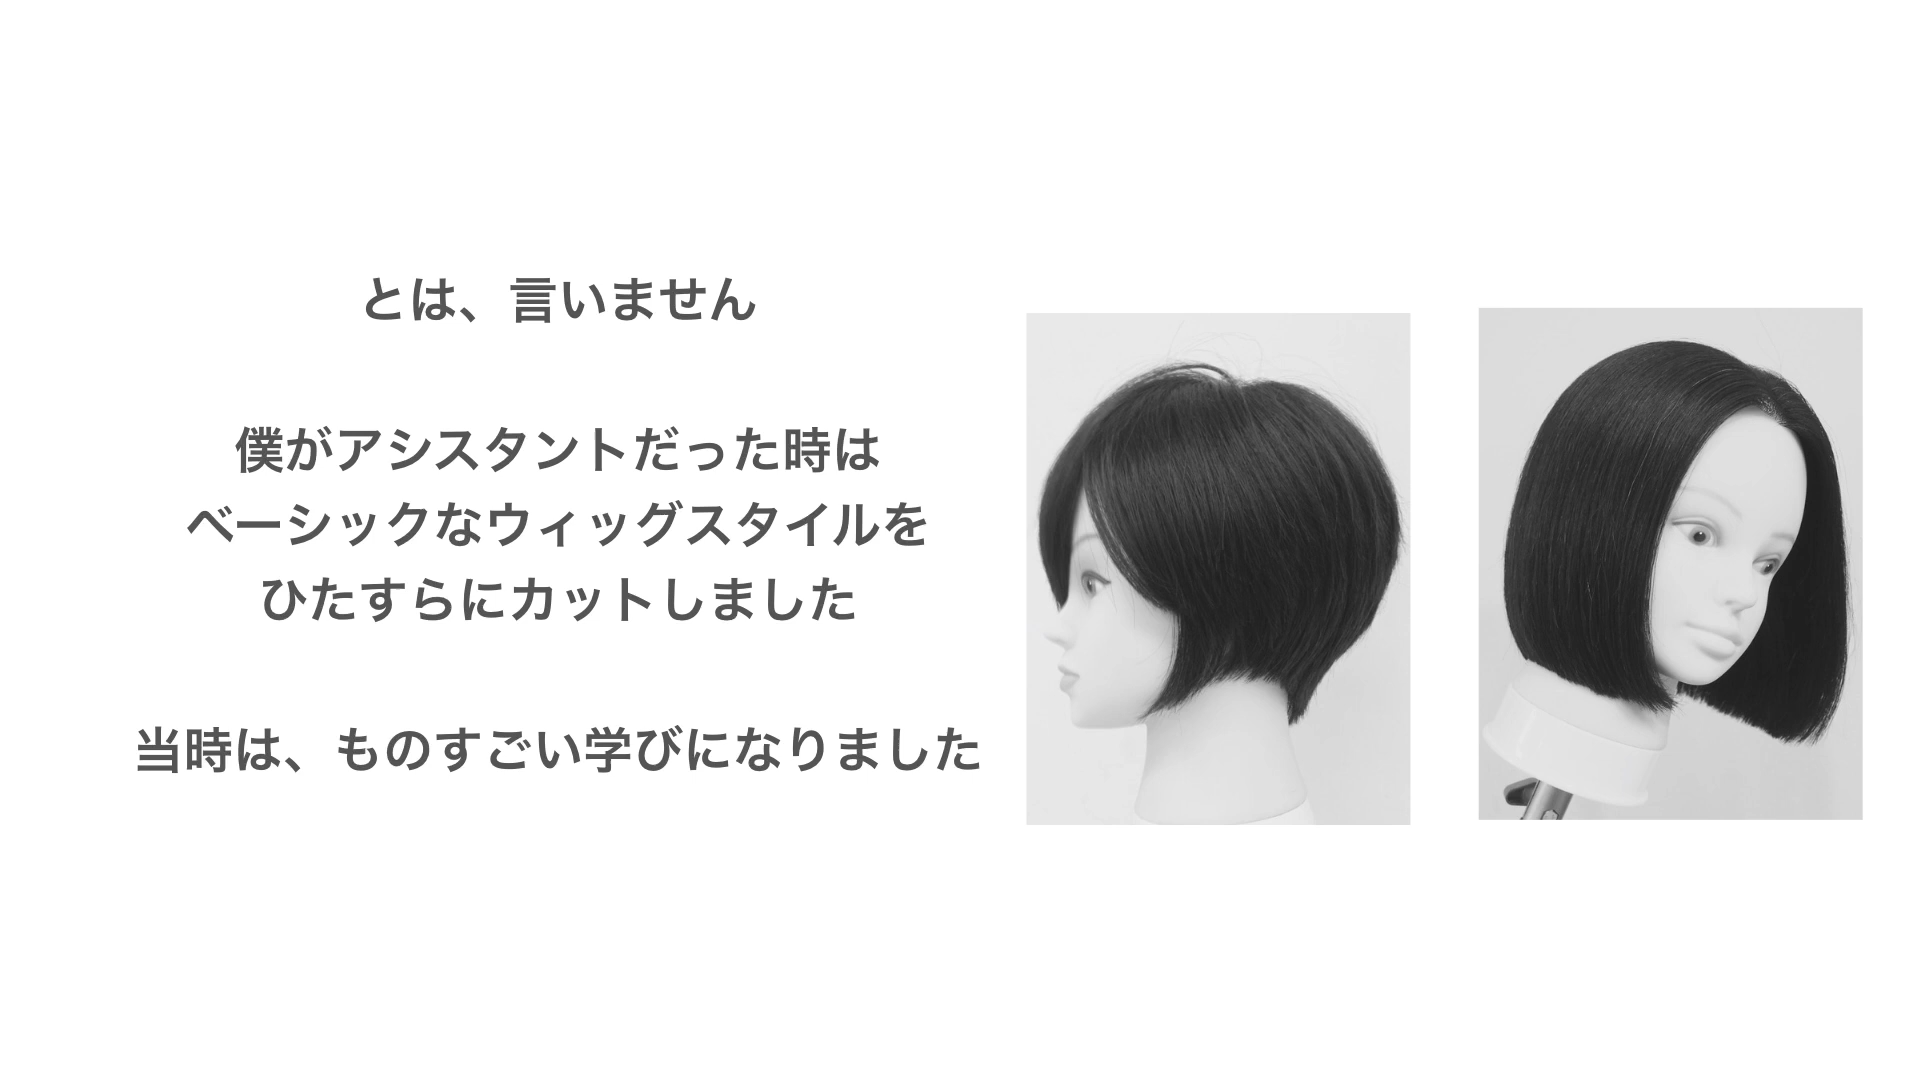 とは、言いません
僕がアシスタントだった時は
ベーシックなウィッグスタイルを
ひたすらにカットしました
当時は、ものすごい学びになりました